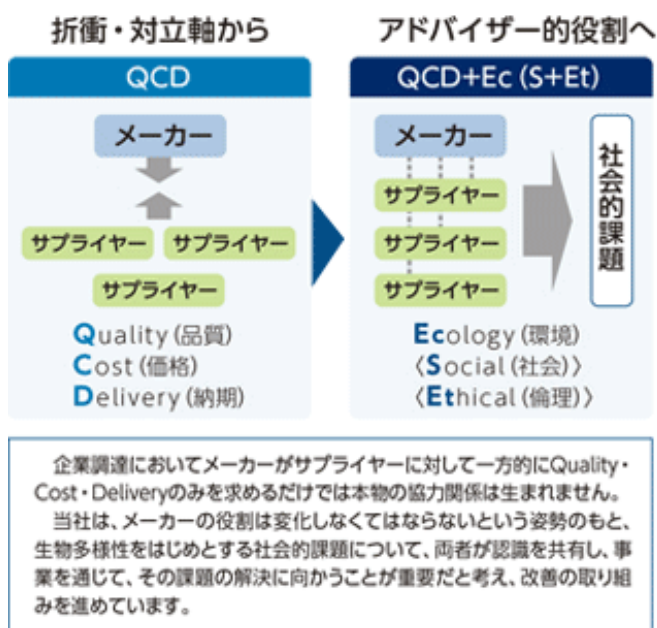 折衝・対立軸から
アドバイザー的役割へ
QCD
メーカー
サプライヤー
サプライヤー
サプライヤー
Quality(品質)
Cost(価格)
Delivery(納期)
QCD+Ec(S+Et)
メーカー
サプライヤー
サプライヤー
サプライヤー
社会的課題
Ecology(環境)
〈Social(社会)〉
〈Ethical(倫理)〉
企業調達においてメーカーがサプライヤーに対して一方的にQuality・
Cost・Deliveryのみを求めるだけでは本物の協力関係は生まれません。
当社は、メーカーの役割は変化しなくてはならないという姿勢のもと、
生物多様性をはじめとする社会的課題について、両者が認識を共有し、事
業を通じて、その課題の解決に向かうことが重要だと考え、改善の取り組
みを進めています。